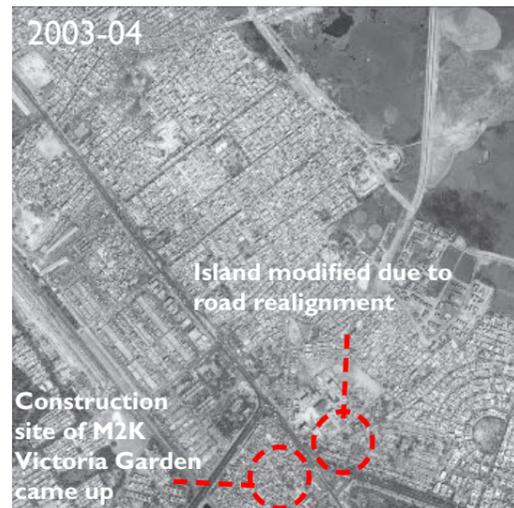 2003-04
Island modified due to
road realignment
Construction
site of M2K
Victoria Garden
came up